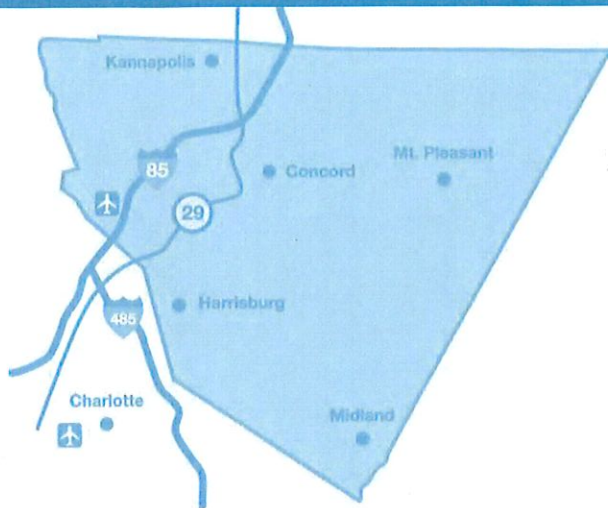 Kannapolis
85
Concord
Mt. Pleasant
29
Harrisburg
485
Charlotte
Midland